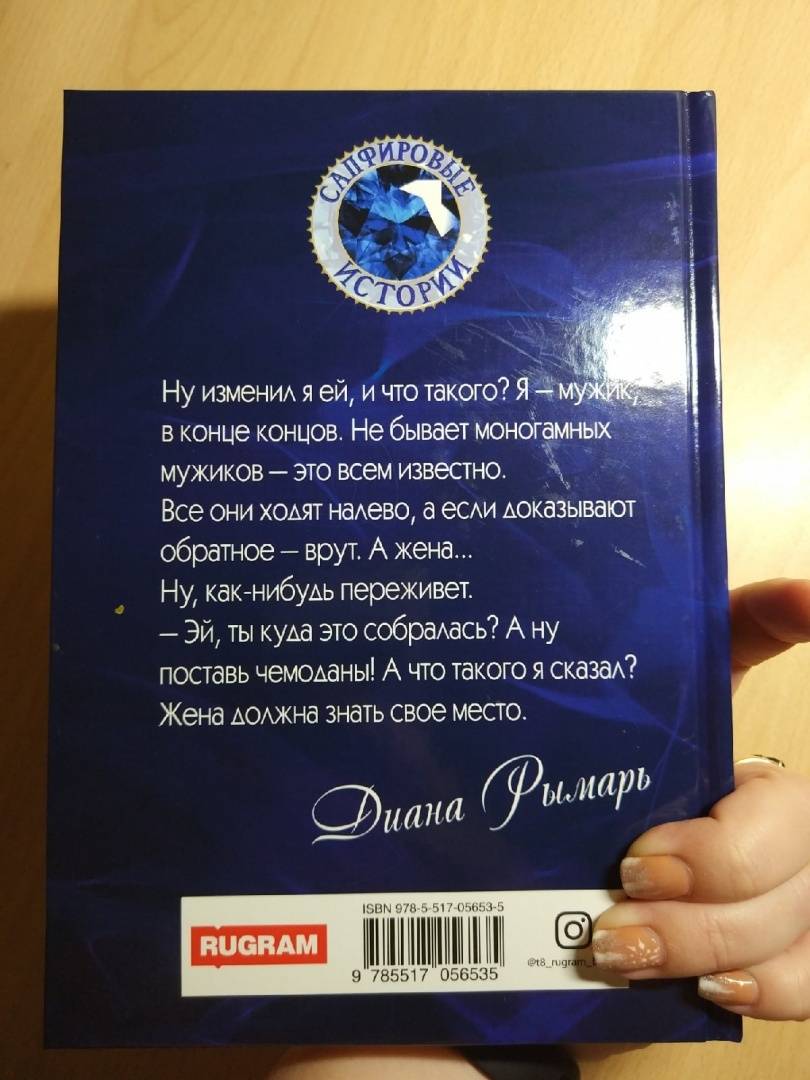 САПФИРОВЫЕ
ИСТОРИИ
Ну изменил я ей, и что такого? Я – мужик,
в конце концов. Не бывает моногамных
мужиков – это всем известно.
Все они ходят налево, а если доказывают
обратное – врут. А жена...
Ну, как-нибудь переживет.
– Эй, ты куда это собралась? А ну
поставь чемоданы! А что такого я сказал?
Жена должна знать свое место.
Диана Рымарь
ISBN 978-5-517-05653-5
RUGRAM
9 785517 056535